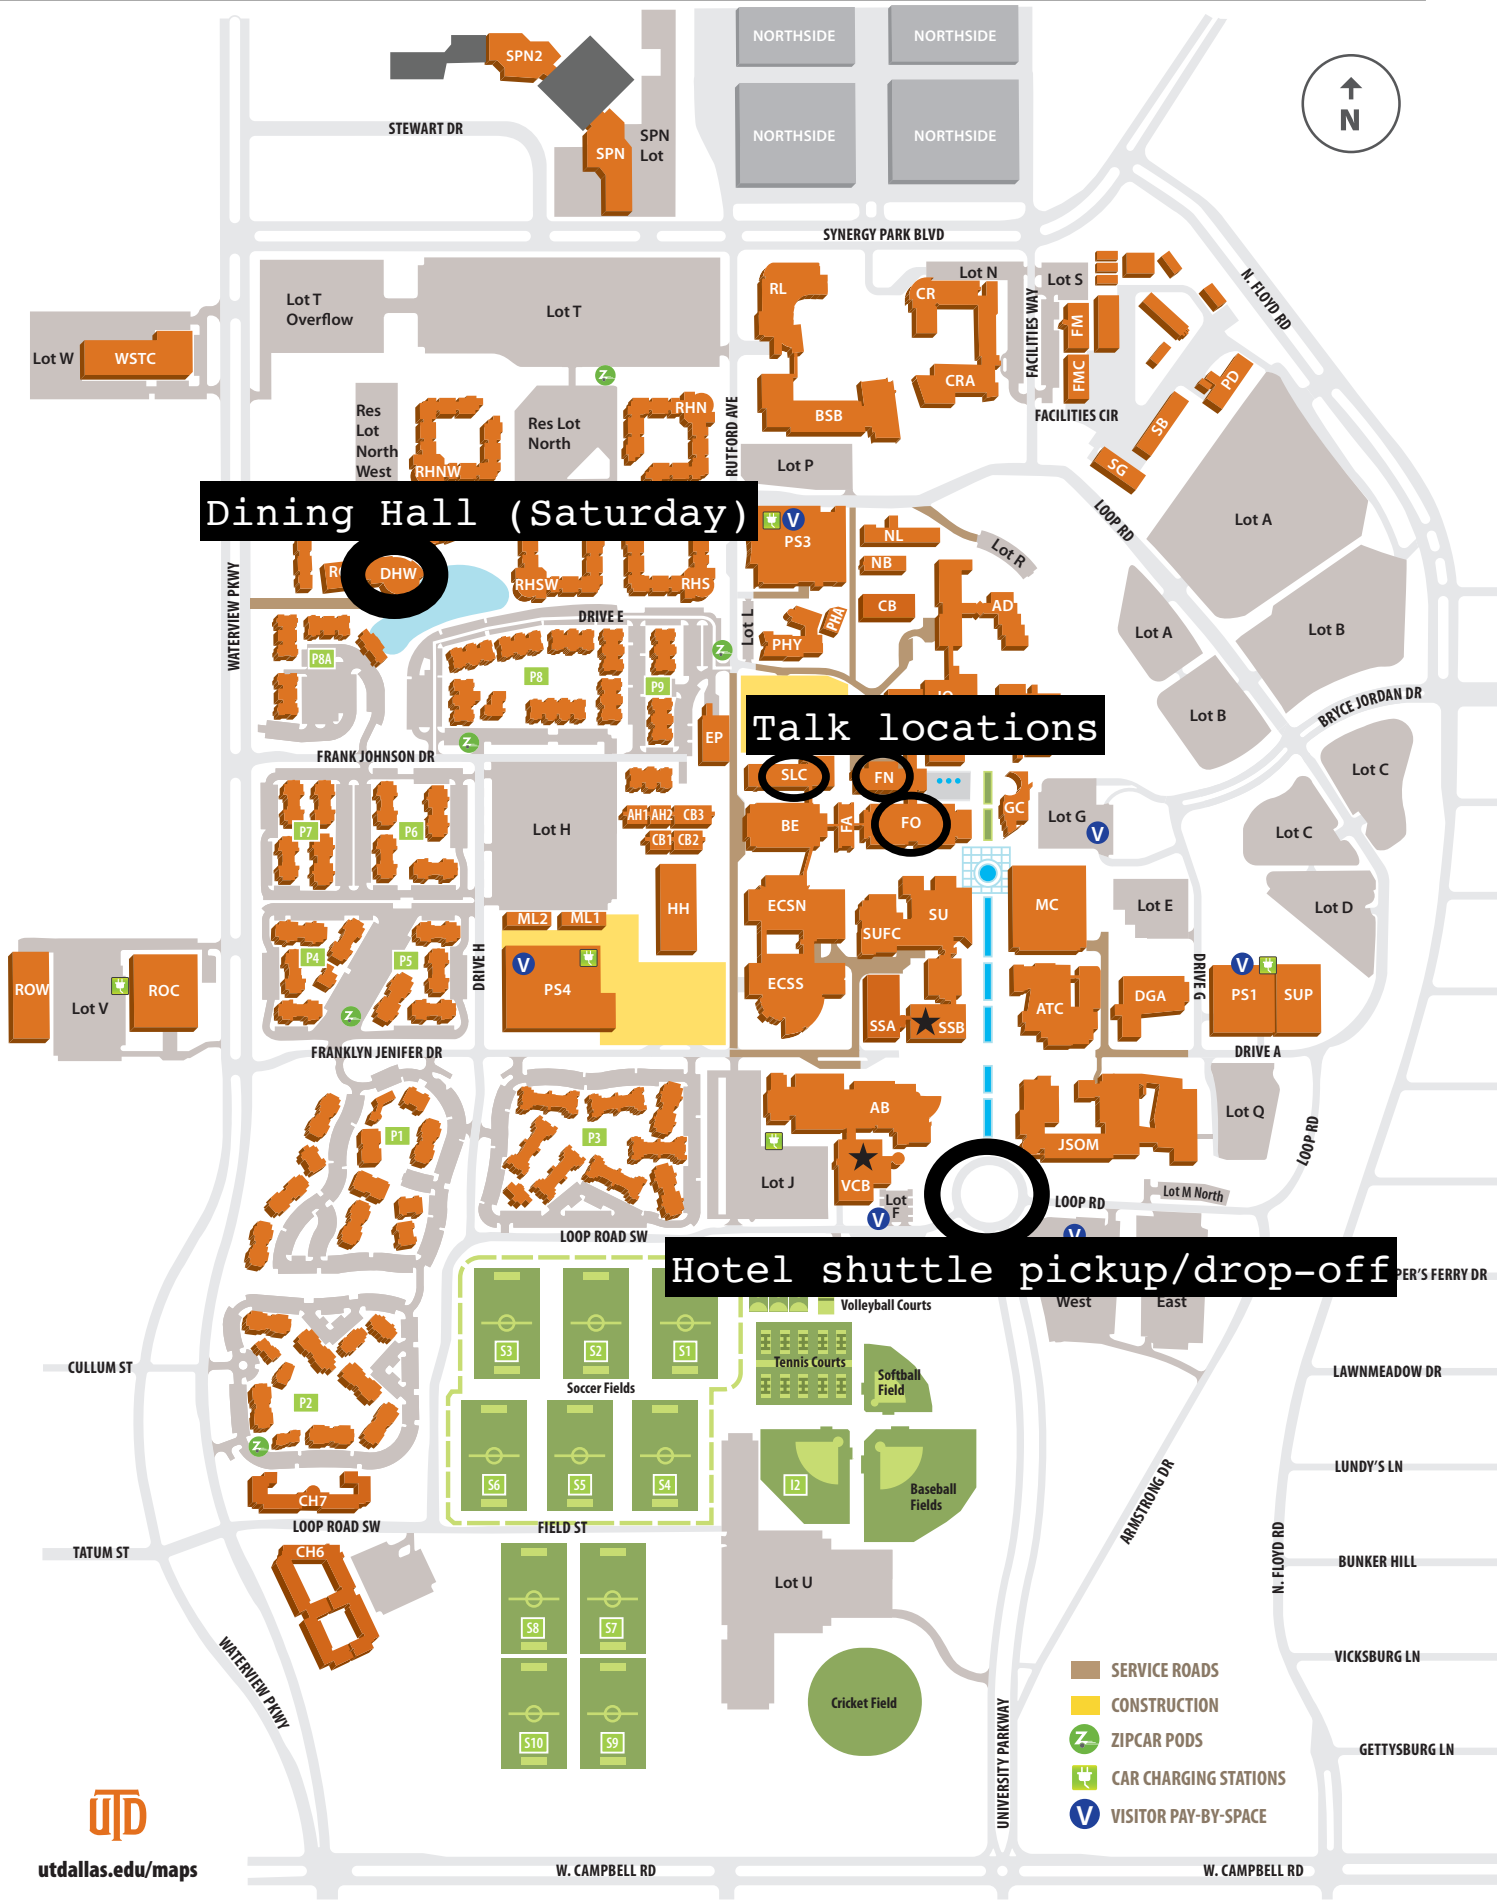 SPN2
NORTHSIDE
NORTHSIDE
N
STEWART DR
SPN
Lot
SPN
NORTHSIDE
NORTHSIDE
SYNERGY PARK BLVD
Lot T
Overflow
Lot T
RL
CR
Lot N
Lot S
FACILITIES WAY
N. FLOYD RD
FM
Lot W
WSTC
FMC
PD
CRA
Res
Lot
North
West
RHNW
Res Lot
North
RHN
RUTFORD AVE
BSB
FACILITIES CIR
SB
SG
Lot P
Dining Hall (Saturday)
PS3
V
NL
NB
Lot R
LOOP RD
Lot A
DHW
RHSW
RHS
WATERVIEW PKWY
DRIVE E
Lot L
CB
AD
PHA
PHY
Lot A
Lot B
P8A
P8
P9
Z
Lot B
BRYCE JORDAN DR
Talk locations
EP
Z
FRANK JOHNSON DR
SLC
FN
Lot C
P7
P6
Lot H
AH1
AH2
CB3
CB1
CB2
BE
FA
FO
GC
Lot G
V
Lot C
HH
ECSN
SU
SUFC
MC
Lot E
Lot D
ML2
ML1
P4
P5
DRIVE H
V
PS4
ECSS
SSA
SSB
ATC
DGA
DRIVE G
V
PS1
SUP
ROW
Lot V
ROC
Z
FRANKLYN JENIFER DR
DRIVE A
P1
P3
AB
JSOM
Lot Q
LOOP RD
Lot J
VCB
Lot
F
V
LOOP RD
Lot M North
V
LOOP ROAD SW
Hotel shuttle pickup/drop-off
PER'S FERRY DR
West
East
Volleyball Courts
S3
S2
S1
Soccer Fields
Tennis Courts
Softball
Field
CULLUM ST
LAWNMEADOW DR
P2
Z
S6
S5
S4
I2
Baseball
Fields
ARMSTRONG DR
LUNDY'S LN
CH7
LOOP ROAD SW
FIELD ST
TATUM ST
CH6
BUNKER HILL
N. FLOYD RD
Lot U
S8
S7
WATERVIEW PKWY
VICKSBURG LN
SERVICE ROADS
CONSTRUCTION
Z ZIPCAR PODS
CAR CHARGING STATIONS
V VISITOR PAY-BY-SPACE
Cricket Field
S10
S9
UNIVERSITY PARKWAY
GETTYSBURG LN
UTD
utdallas.edu/maps
W. CAMPBELL RD
W. CAMPBELL RD